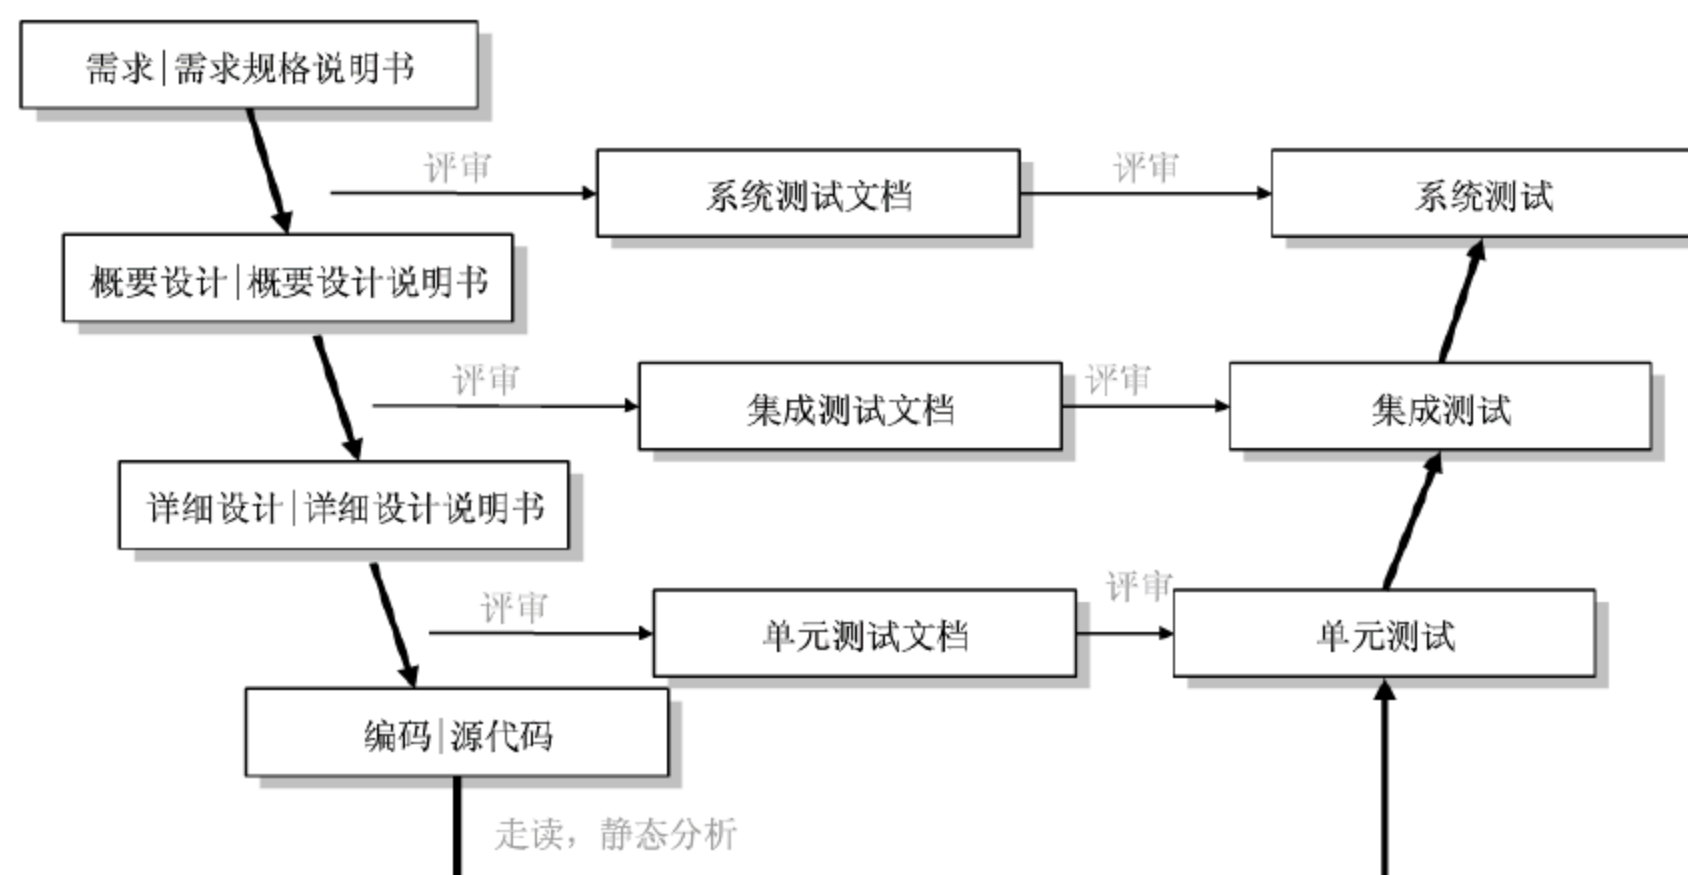 需求|需求规格说明书
评审
系统测试文档
评审
系统测试
概要设计|概要设计说明书
评审
集成测试文档
评审
集成测试
详细设计|详细设计说明书
评审
单元测试文档
评审
单元测试
编码|源代码
走读，静态分析